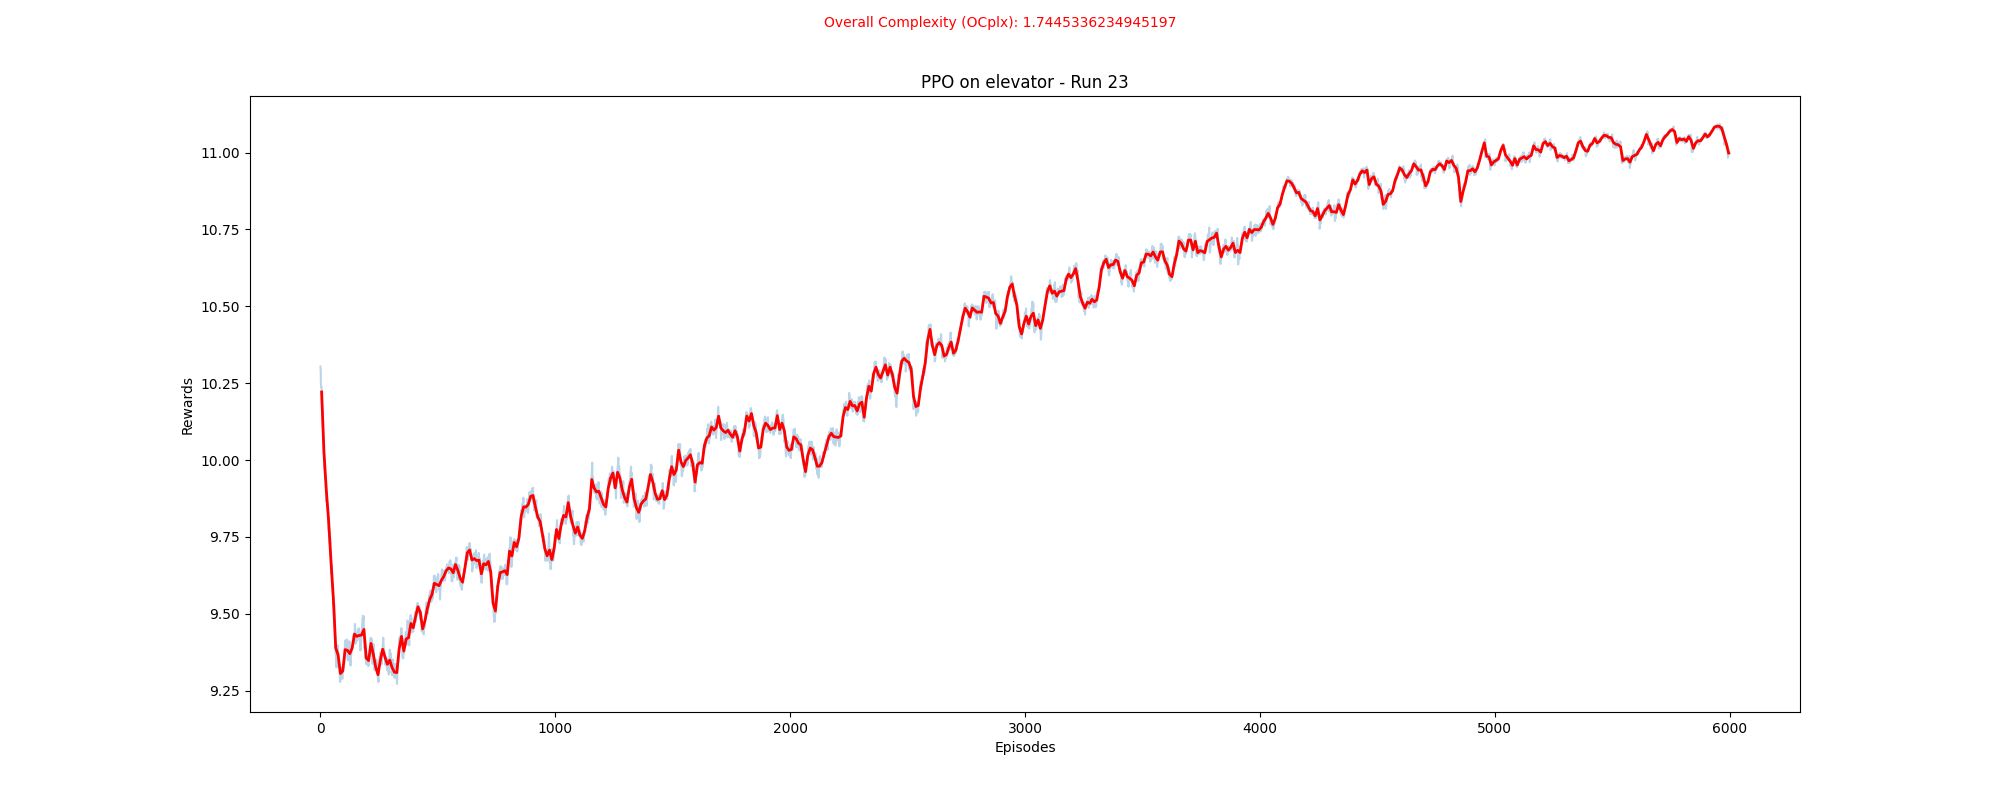 Overall Complexity (OCplx): 1.7445336234945197
PPO on elevator - Run 23
11.00
10.75
10.50
10.25
10.00
9.75
9.50
9.25
Rewards
0 1000 2000 3000 4000 5000 6000
Episodes